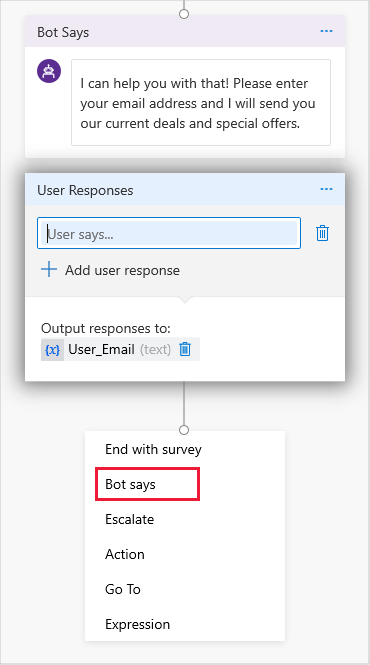 Bot Says
I can help you with that! Please enter
your email address and I will send you
our current deals and special offers.
User Responses
User says...
Add user response
Output responses to:
{x} User_Email (text)
End with survey
Bot says
Escalate
Action
Go To
Expression